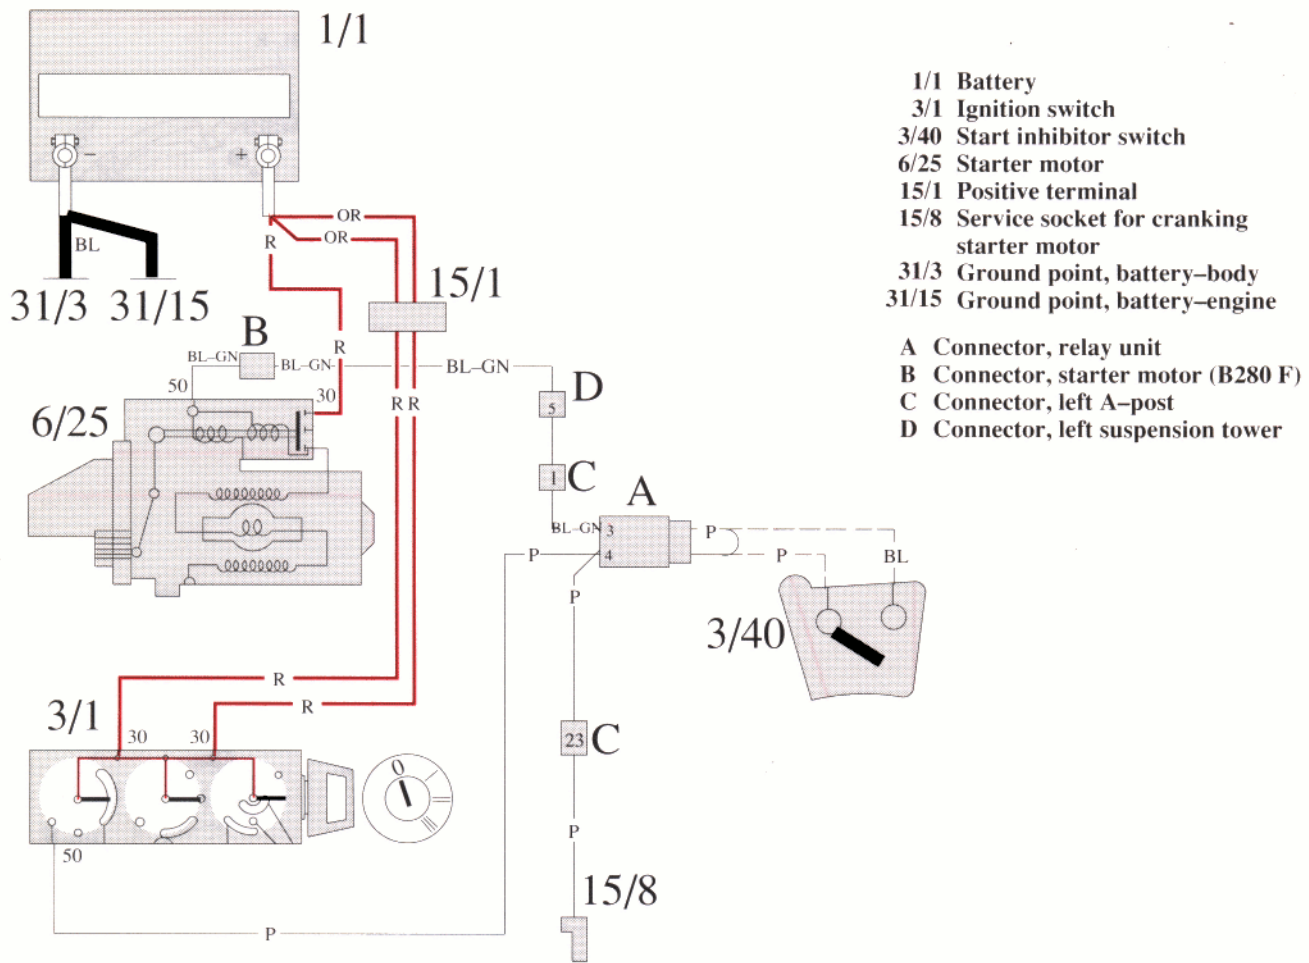 1/1
1/1 Battery
3/1 Ignition switch
3/40 Start inhibitor switch
6/25 Starter motor
15/1 Positive terminal
15/8 Service socket for cranking
starter motor
31/3 Ground point, battery–body
31/15 Ground point, battery–engine
A Connector, relay unit
B Connector, starter motor (B280 F)
C Connector, left A–post
D Connector, left suspension tower
– +
OR
R OR
BL
31/3 31/15
15/1
B
R
BL–GN BL–GN BL–GN
50 30
D
5
R R
6/25
1 C
A
BL–GN 3 P
P 4 P BL
P
3/40
R
R
3/1
30 30
23 C
0
50
P
15/8
P